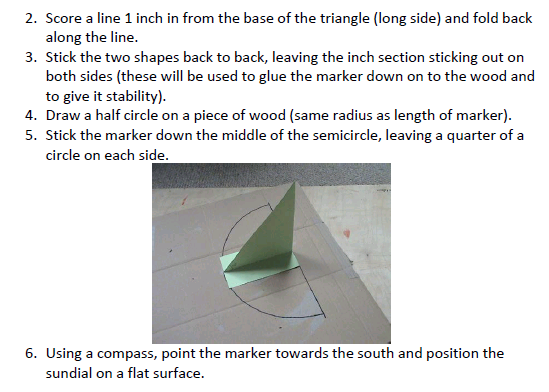 2. Score a line 1 inch in from the base of the triangle (long side) and fold back
along the line.
3. Stick the two shapes back to back, leaving the inch section sticking out on
both sides (these will be used to glue the marker down on to the wood and
to give it stability).
4. Draw a half circle on a piece of wood (same radius as length of marker).
5. Stick the marker down the middle of the semicircle, leaving a quarter of a
circle on each side.
6. Using a compass, point the marker towards the south and position the
sundial on a flat surface.